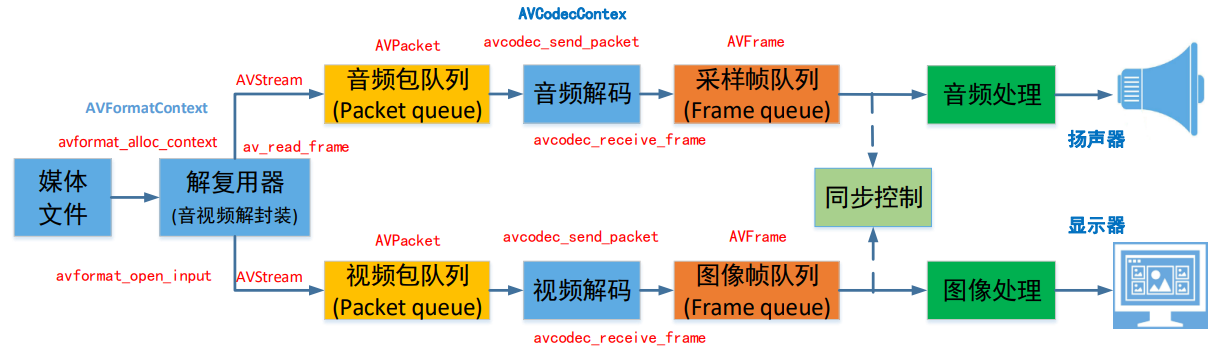 AVCodecContex
AVPacket
avcodec_send_packet
AVFrame
AVStream
音频包队列
(Packet queue)
音频解码
采样帧队列
(Frame queue)
音频处理
AVFormatContext
avformat_alloc_context
av_read_frame
avcodec_receive_frame
扬声器
媒体
文件
解复用器
(音视频解封装)
同步控制
AVPacket
avcodec_send_packet
AVFrame
显示器
avformat_open_input
AVStream
视频包队列
(Packet queue)
视频解码
图像帧队列
(Frame queue)
图像处理
avcodec_receive_frame